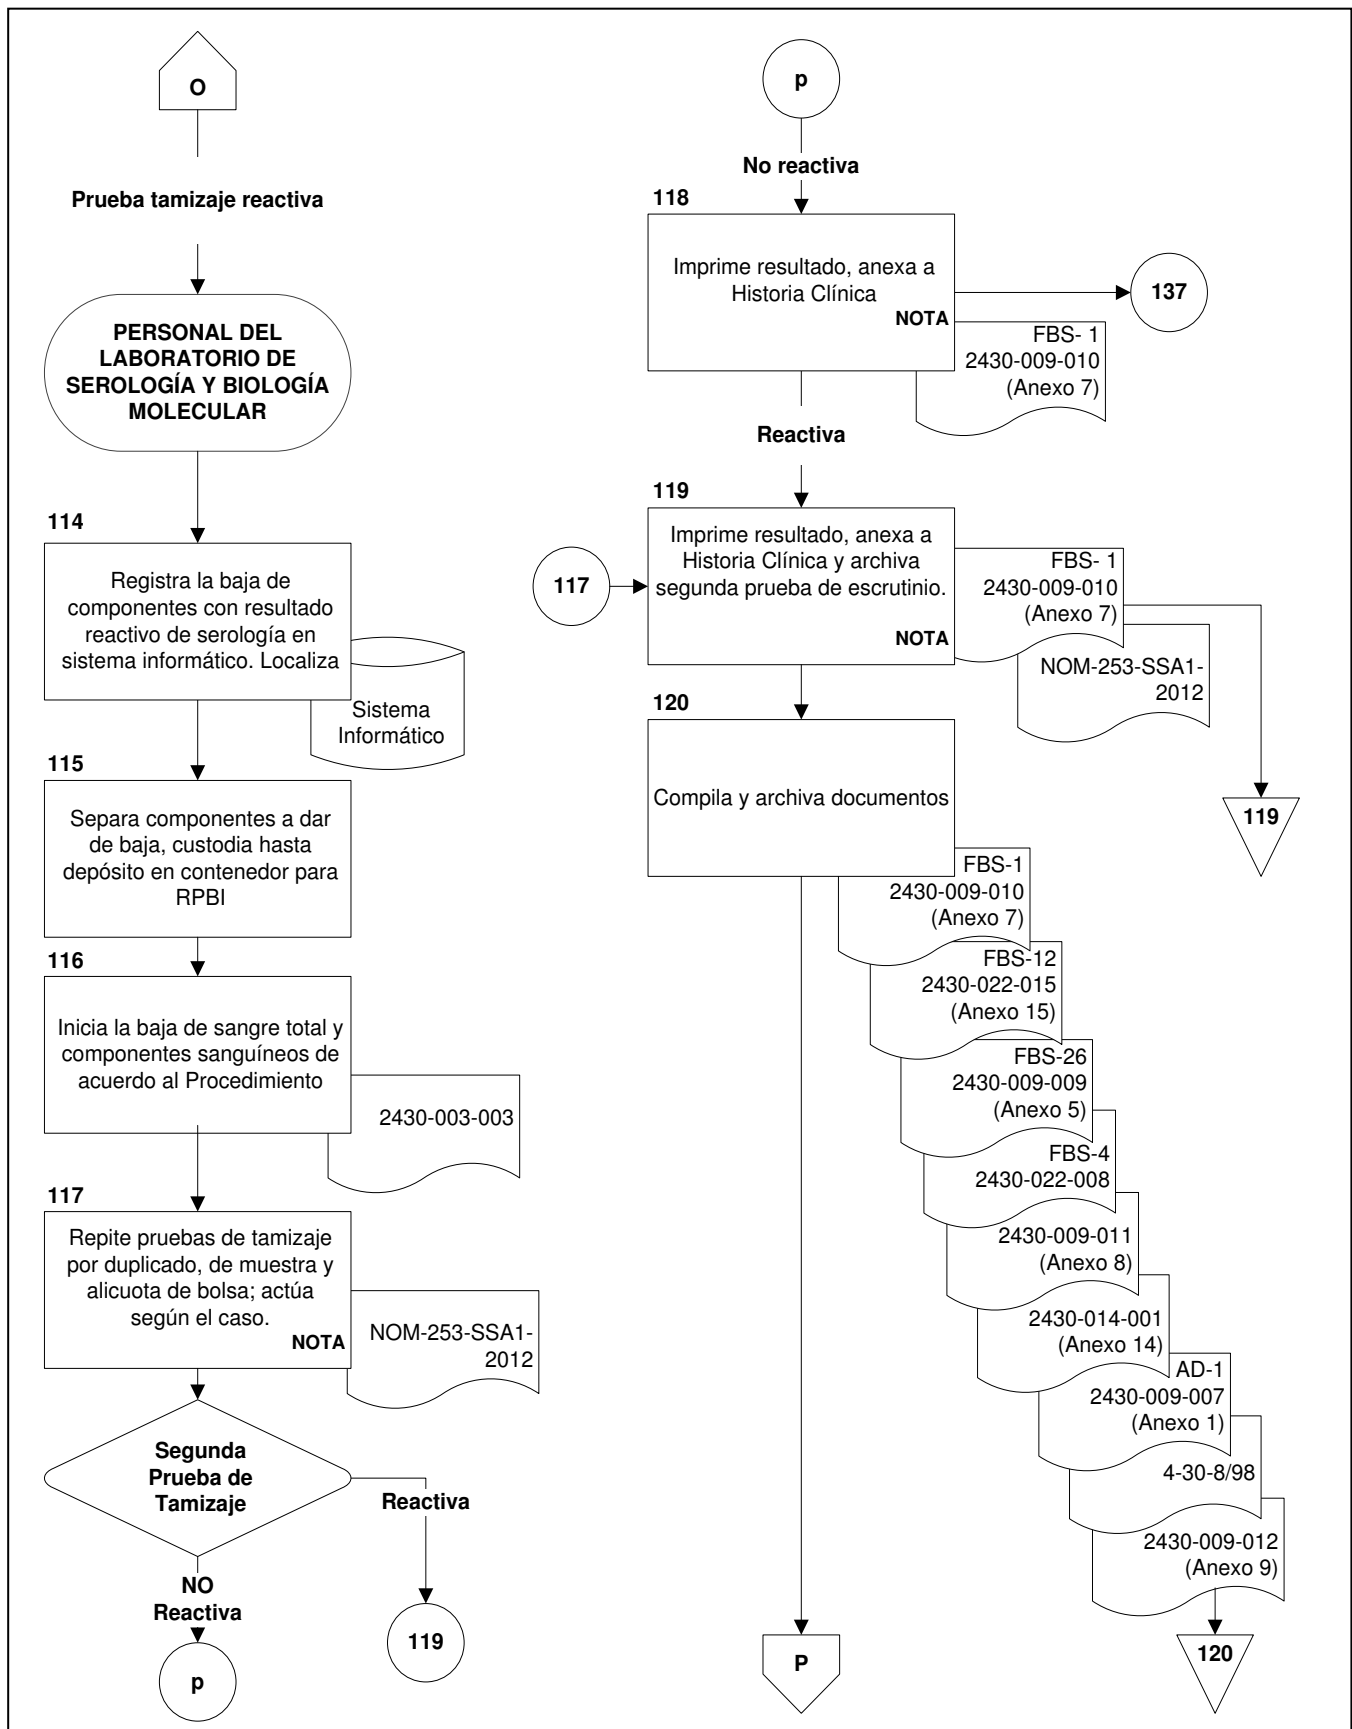 O
Prueba tamizaje reactiva
PERSONAL DEL
LABORATORIO DE
SEROLOGÍA Y BIOLOGÍA
MOLECULAR
114
Registra la baja de
componentes con resultado
reactivo de serología en
sistema informático. Localiza
Sistema
Informático
115
Separa componentes a dar
de baja, custodia hasta
depósito en contenedor para
RPBI
116
Inicia la baja de sangre total y
componentes sanguíneos de
acuerdo al Procedimiento
2430-003-003
117
Repite pruebas de tamizaje
por duplicado, de muestra y
alicuota de bolsa; actúa
según el caso.
NOTA
NOM-253-SSA1-
2012
Segunda
Prueba de
Tamizaje
Reactiva
NO
Reactiva
119
p
p
No reactiva
118
Imprime resultado, anexa a
Historia Clínica
NOTA
137
FBS- 1
2430-009-010
(Anexo 7)
Reactiva
119
117
Imprime resultado, anexa a
Historia Clínica y archiva
segunda prueba de escrutinio.
NOTA
FBS- 1
2430-009-010
(Anexo 7)
NOM-253-SSA1-
2012
119
120
Compila y archiva documentos
FBS-1
2430-009-010
(Anexo 7)
FBS-12
2430-022-015
(Anexo 15)
FBS-26
2430-009-009
(Anexo 5)
FBS-4
2430-022-008
2430-009-011
(Anexo 8)
2430-014-001
(Anexo 14)
AD-1
2430-009-007
(Anexo 1)
4-30-8/98
2430-009-012
(Anexo 9)
120
P